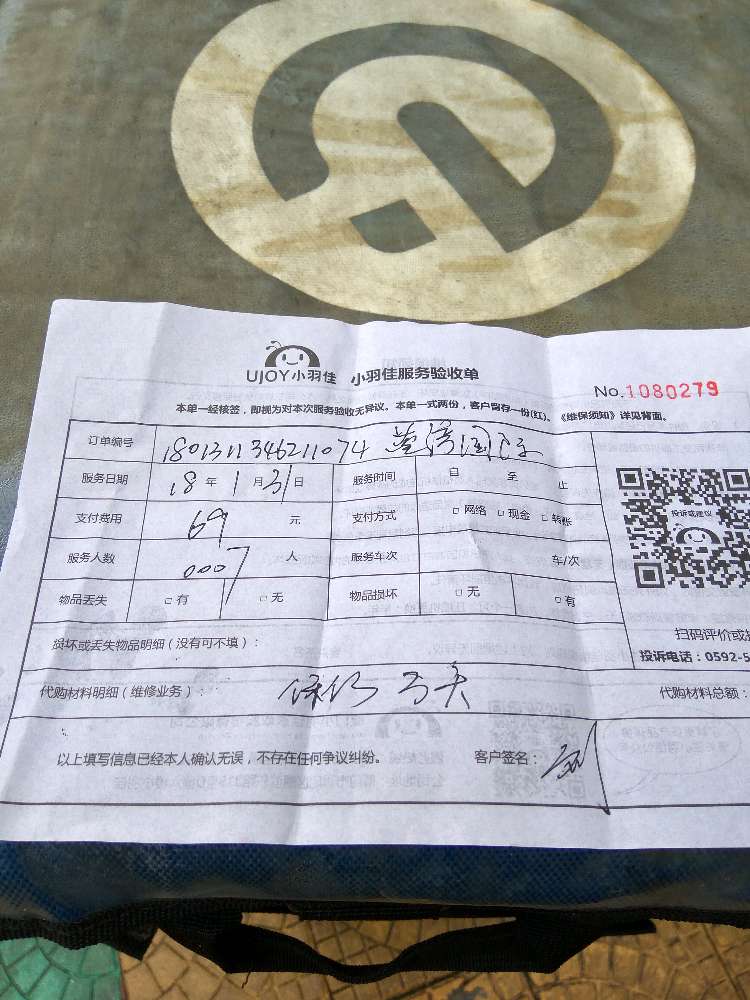 UJOY小羽佳 小羽佳服务验收单
No.1080279
本单一经核签，即视为对本次服务验收无异议。本单一式两份，客户留存一份(红)。《维保须知》详见背面。
订单编号 180131134621074
服务日期 18 年 1 月 31 日 服务时间 自 至 止
支付费用 69 元 支付方式 □ 网络 □ 现金 □ 转账
投诉或建议
服务人数 0007 人 服务车次 车/次
物品丢失 □ 有 □ 无 物品损坏 □ 无 □ 有
扫码评价或
损坏或丢失物品明细（没有可不填）：
投诉电话：0592-5
代购材料明细（维修业务）： 代购材料总额：
以上填写信息已经本人确认无误，不存在任何争议纠纷。 客户签名：